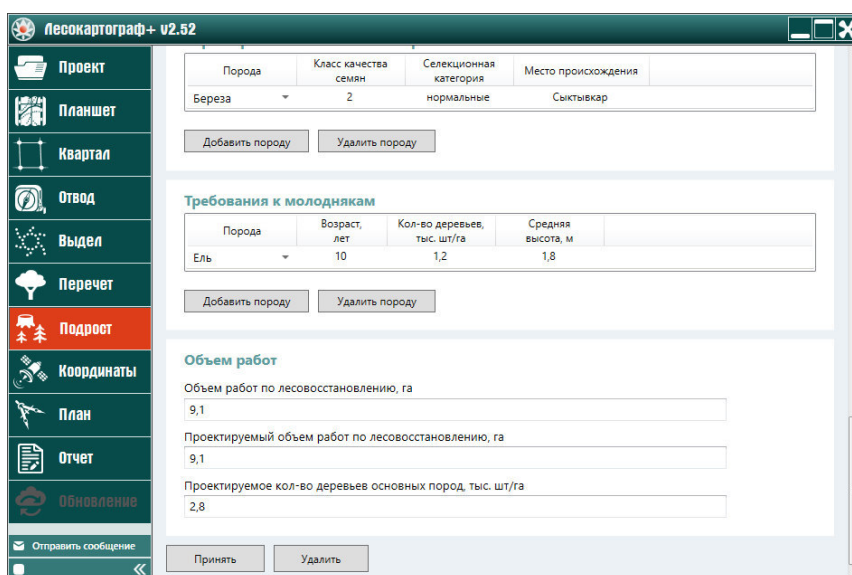 Лесокартограф+ v2.52
Проект
Планшет
Квартал
Отвод
Выдел
Перечет
Подрост
Координаты
План
Отчет
Обновление
Отправить сообщение
Порода
Класс качества семян
Селекционная категория
Место происхождения
Береза
2
нормальные
Сыктывкар
Добавить породу
Удалить породу
Требования к молоднякам
Порода
Возраст, лет
Кол-во деревьев, тыс. шт/га
Средняя высота, м
Ель
10
1,2
1,8
Добавить породу
Удалить породу
Объем работ
Объем работ по лесовосстановлению, га
9,1
Проектируемый объем работ по лесовосстановлению, га
9,1
Проектируемое кол-во деревьев основных пород, тыс. шт/га
2,8
Принять
Удалить